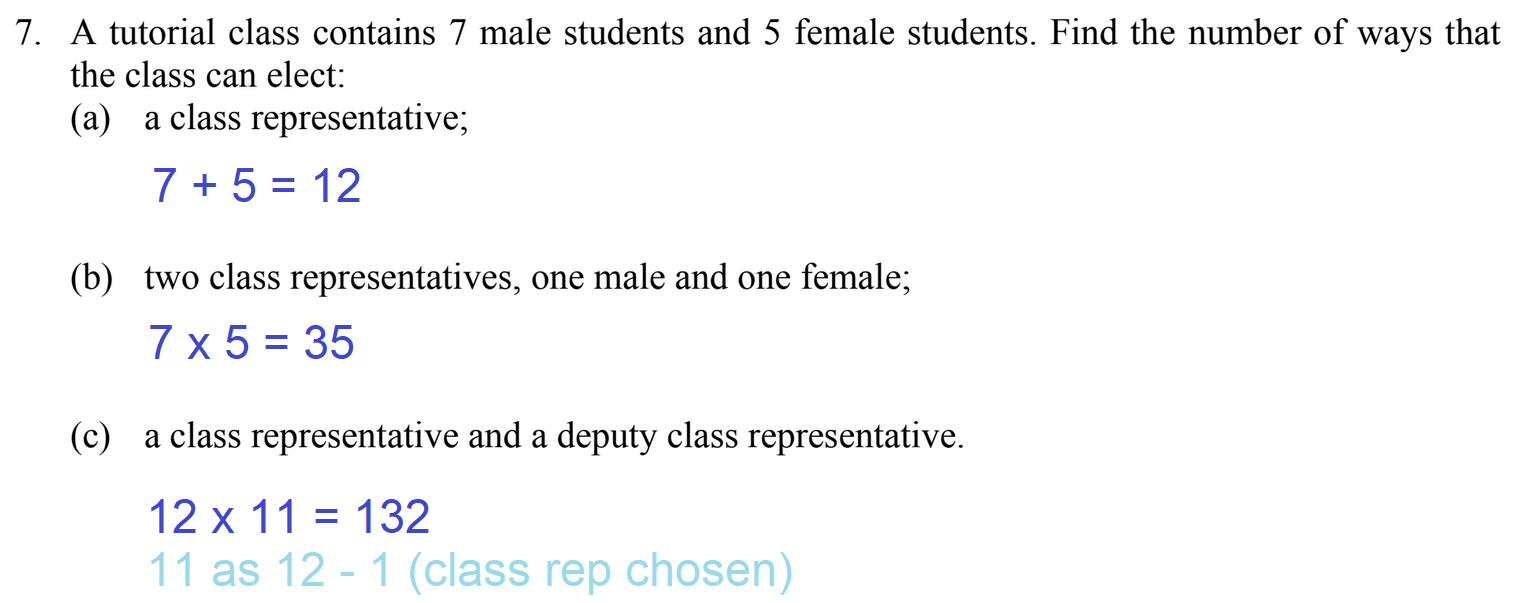 7. A tutorial class contains 7 male students and 5 female students. Find the number of ways that
the class can elect:
(a) a class representative;
7 + 5 = 12
(b) two class representatives, one male and one female;
7 x 5 = 35
(c) a class representative and a deputy class representative.
12 x 11 = 132
11 as 12 - 1 (class rep chosen)